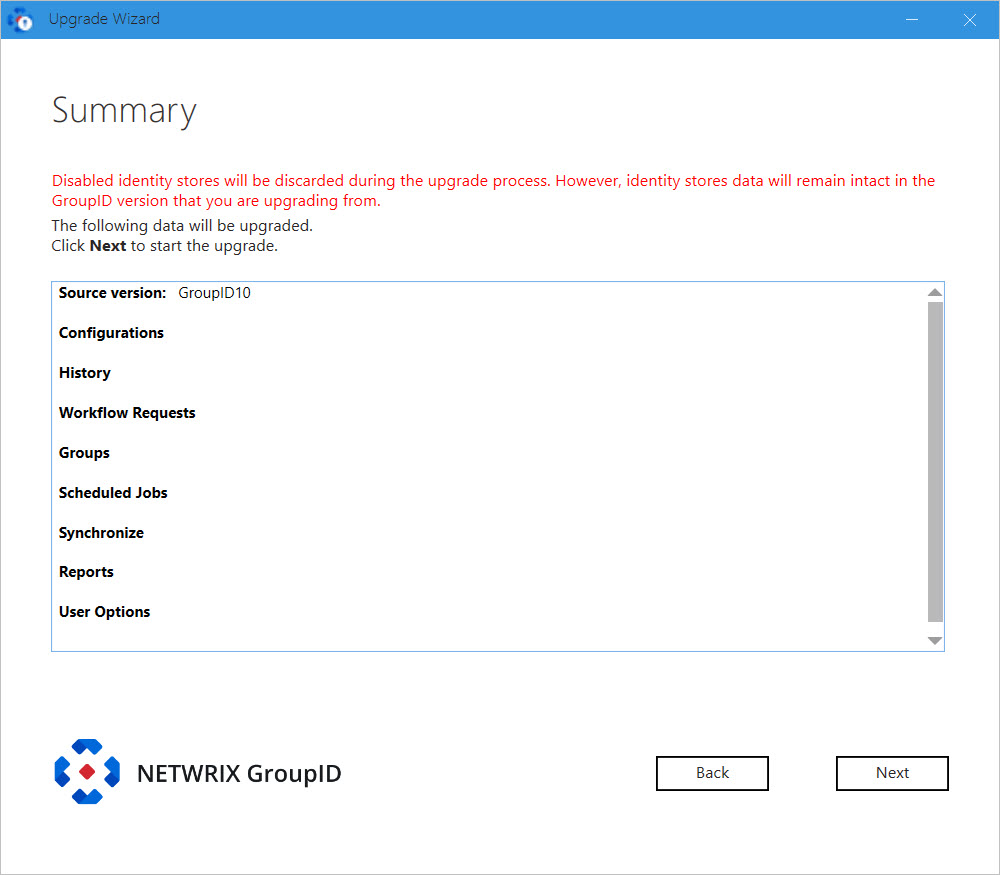 Upgrade Wizard
Summary
Disabled identity stores will be discarded during the upgrade process. However, identity stores data will remain intact in the
GroupID version that you are upgrading from.
The following data will be upgraded.
Click Next to start the upgrade.
Source version: GroupID10
Configurations
History
Workflow Requests
Groups
Scheduled Jobs
Synchronize
Reports
User Options
NETWRIX GroupID
Back
Next